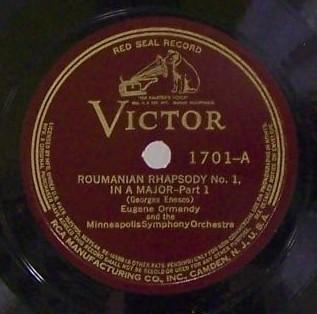 RED SEAL RECORD
"HIS MASTER'S VOICE"
VICTOR
1701-A
ROUMANIAN RHAPSODY No. 1,
IN A MAJOR-Part 1
(Georges Enesco)
Eugene Ormandy
and the
Minneapolis Symphony Orchestra
RCA MANUFACTURING CO., INC., CAMDEN, N. J., U. S. A.